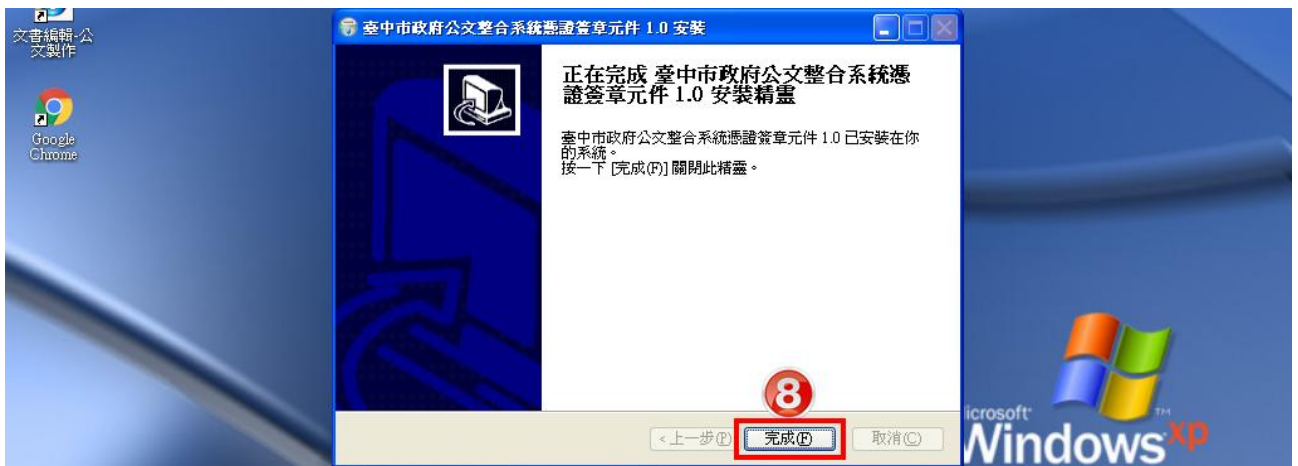 文書編輯-公
文製作
Google
Chrome
臺中市政府公文整合系統憑證簽章元件 1.0 安裝
正在完成 臺中市政府公文整合系統憑
證簽章元件 1.0 安裝精靈
臺中市政府公文整合系統憑證簽章元件 1.0 已安裝在你
的系統。
按一下 [完成(F)] 關閉此精靈。
8
<上一步(P)
完成(F)
取消(C)
icrosoft
Windows xp
TM